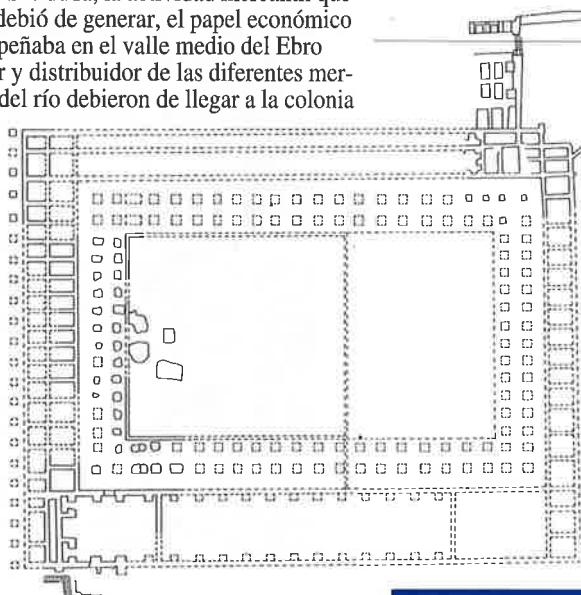 debió de generar, el papel económico
peñaba en el valle medio del Ebro
r y distribuidor de las diferentes mer-
del río debieron de llegar a la colonia